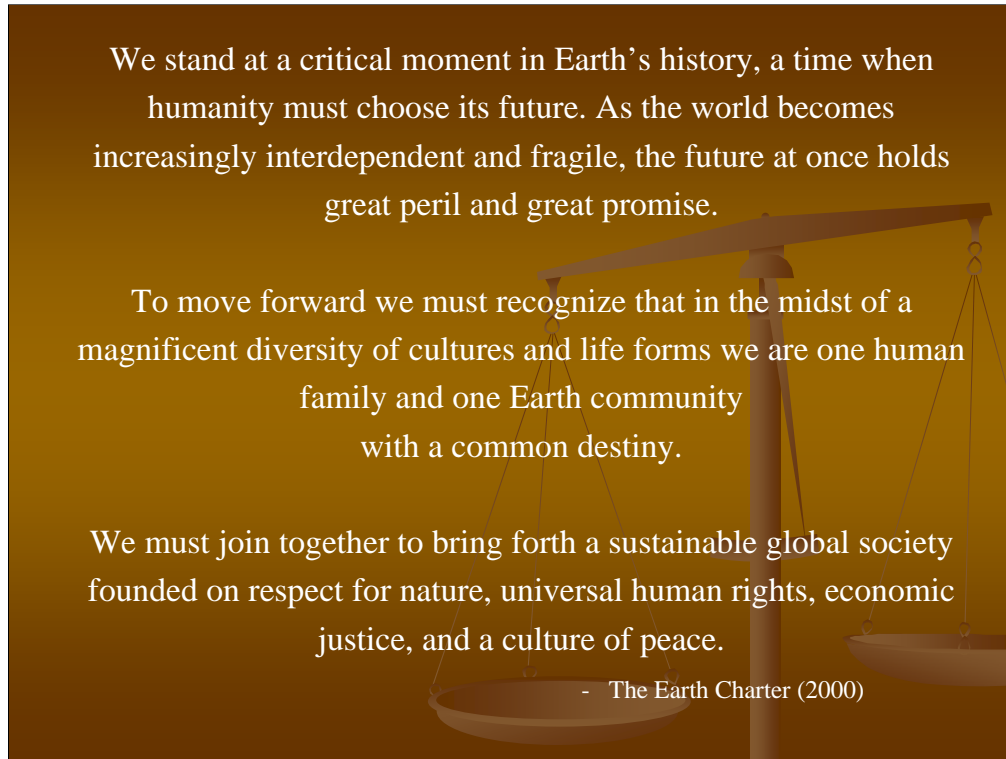 We stand at a critical moment in Earth’s history, a time when
humanity must choose its future. As the world becomes
increasingly interdependent and fragile, the future at once holds
great peril and great promise.
To move forward we must recognize that in the midst of a
magnificent diversity of cultures and life forms we are one human
family and one Earth community
with a common destiny.
We must join together to bring forth a sustainable global society
founded on respect for nature, universal human rights, economic
justice, and a culture of peace.
- The Earth Charter (2000)